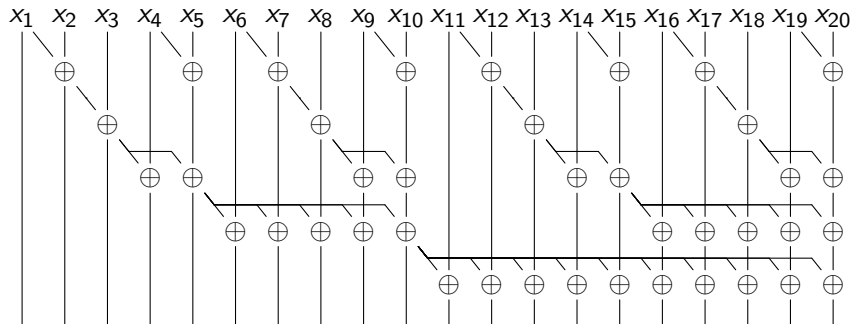 x₁ x₂ x₃ x₄ x₅ x₆ x₇ x₈ x₉ x₁₀ x₁₁ x₁₂ x₁₃ x₁₄ x₁₅ x₁₆ x₁₇ x₁₈ x₁₉ x₂₀